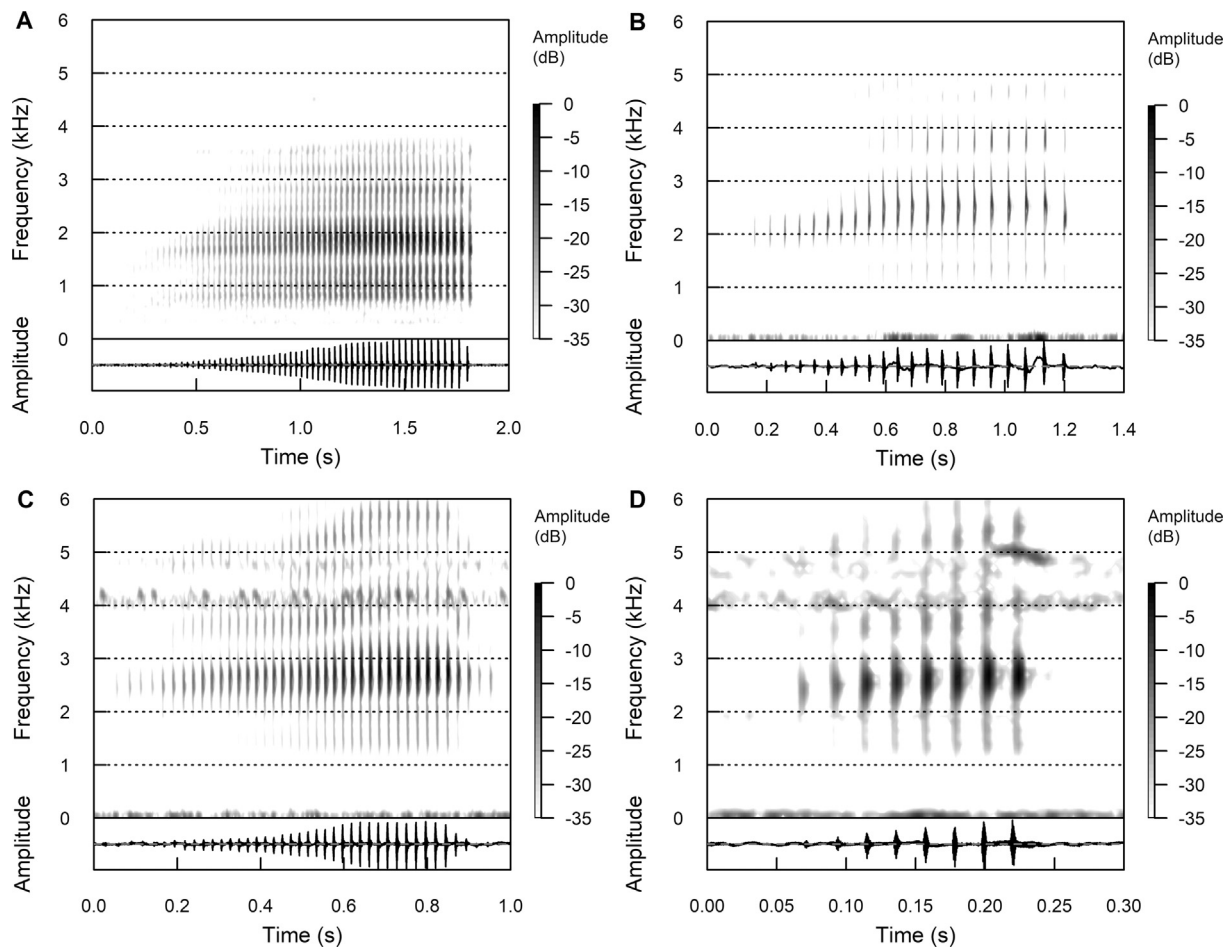 A
Amplitude
(dB)
6
5
4
3
2
1
0
Frequency (kHz)
Amplitude
0
-5
-10
-15
-20
-25
-30
-35
0.0 0.5 1.0 1.5 2.0
Time (s)
B
Amplitude
(dB)
6
5
4
3
2
1
0
Frequency (kHz)
Amplitude
0
-5
-10
-15
-20
-25
-30
-35
0.0 0.2 0.4 0.6 0.8 1.0 1.2 1.4
Time (s)
C
Amplitude
(dB)
6
5
4
3
2
1
0
Frequency (kHz)
Amplitude
0
-5
-10
-15
-20
-25
-30
-35
0.0 0.2 0.4 0.6 0.8 1.0
Time (s)
D
Amplitude
(dB)
6
5
4
3
2
1
0
Frequency (kHz)
Amplitude
0
-5
-10
-15
-20
-25
-30
-35
0.00 0.05 0.10 0.15 0.20 0.25 0.30
Time (s)